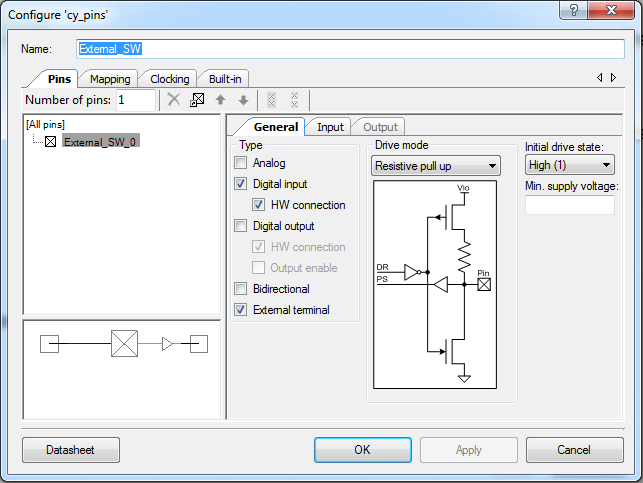 Configure 'cy_pins'
Name: External_SW
Pins Mapping Clocking Built-in
Number of pins: 1
[All pins]
External_SW_0
General Input Output
Type
Analog
Digital input
HW connection
Digital output
HW connection
Output enable
Bidirectional
External terminal
Drive mode
Resistive pull up
Vio
DR
PS
Pin
Initial drive state:
High (1)
Min. supply voltage:
Datasheet OK Apply Cancel